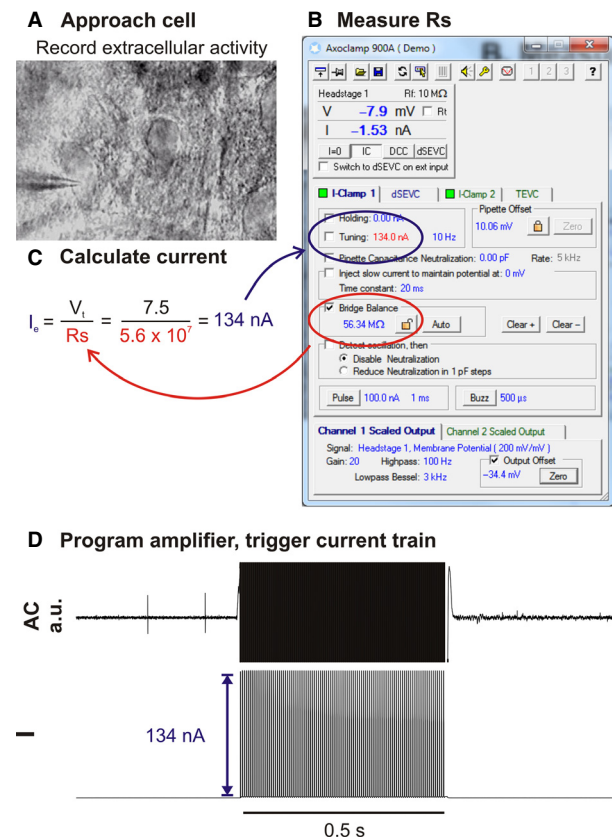 A Approach cell
Record extracellular activity
B Measure Rs
Axoclamp 900A ( Demo )
1 2 3 ?
Headstage 1 Rf: 10 MΩ
V −7.9 mV Rt
I −1.53 nA
I=0 IC DCC dSEVC
Switch to dSEVC on ext input
I-Clamp 1 dSEVC I-Clamp 2 TEVC
Holding: 0.00 nA
Tuning: 134.0 nA 10 Hz
Pipette Offset
10.06 mV Zero
Pipette Capacitance Neutralization: 0.00 pF Rate: 5 kHz
Inject slow current to maintain potential at: 0 mV
Time constant: 20 ms
Bridge Balance
56.34 MΩ Auto Clear + Clear −
Detect oscillation, then
Disable Neutralization
Reduce Neutralization in 1 pF steps
Pulse 100.0 nA 1 ms Buzz 500 µs
Channel 1 Scaled Output Channel 2 Scaled Output
Signal: Headstage 1, Membrane Potential ( 200 mV/mV )
Gain: 20 Highpass: 100 Hz
Lowpass Bessel: 3 kHz
Output Offset
−34.4 mV Zero
C Calculate current
Ie = Vt / Rs = 7.5 / 5.6 x 10⁷ = 134 nA
D Program amplifier, trigger current train
AC
a.u.
I
134 nA
0.5 s